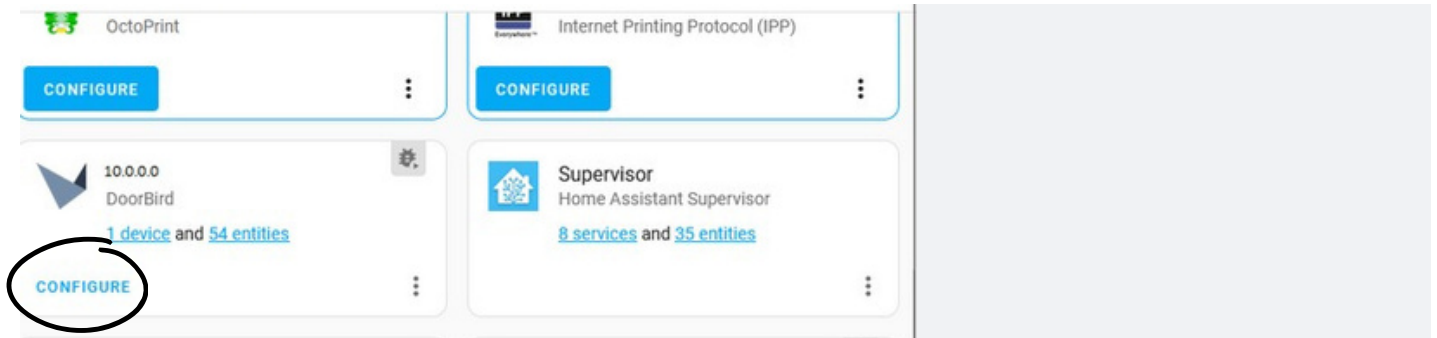 OctoPrint
Internet Printing Protocol (IPP)
CONFIGURE
CONFIGURE
10.0.0.0
DoorBird
1 device and 54 entities
CONFIGURE
Supervisor
Home Assistant Supervisor
8 services and 35 entities